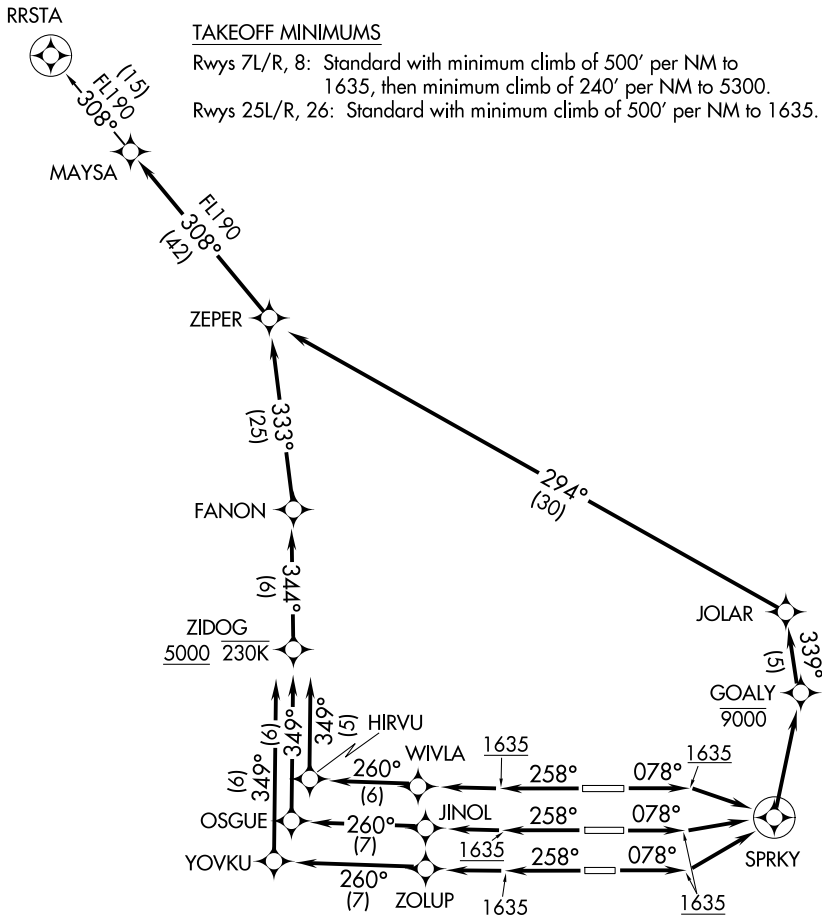 RRSTA
TAKEOFF MINIMUMS
Rwys 7L/R, 8: Standard with minimum climb of 500' per NM to
1635, then minimum climb of 240' per NM to 5300.
Rwys 25L/R, 26: Standard with minimum climb of 500' per NM to 1635.
(15)
FL190
308°
MAYSA
FL190
308°
(42)
ZEPER
333°
(25)
294°
(30)
FANON
344°
(6)
ZIDOG
5000 230K
JOLAR
339°
(5)
GOALY
9000
349°
(6)
349°
(6)
349°
(5)
HIRVU
WIVLA
1635
1635
260°
(6)
258°
078°
OSGUE
260°
(7)
JINOL
1635
258°
078°
SPRKY
YOVKU
260°
(7)
ZOLUP
258°
078°
1635
1635